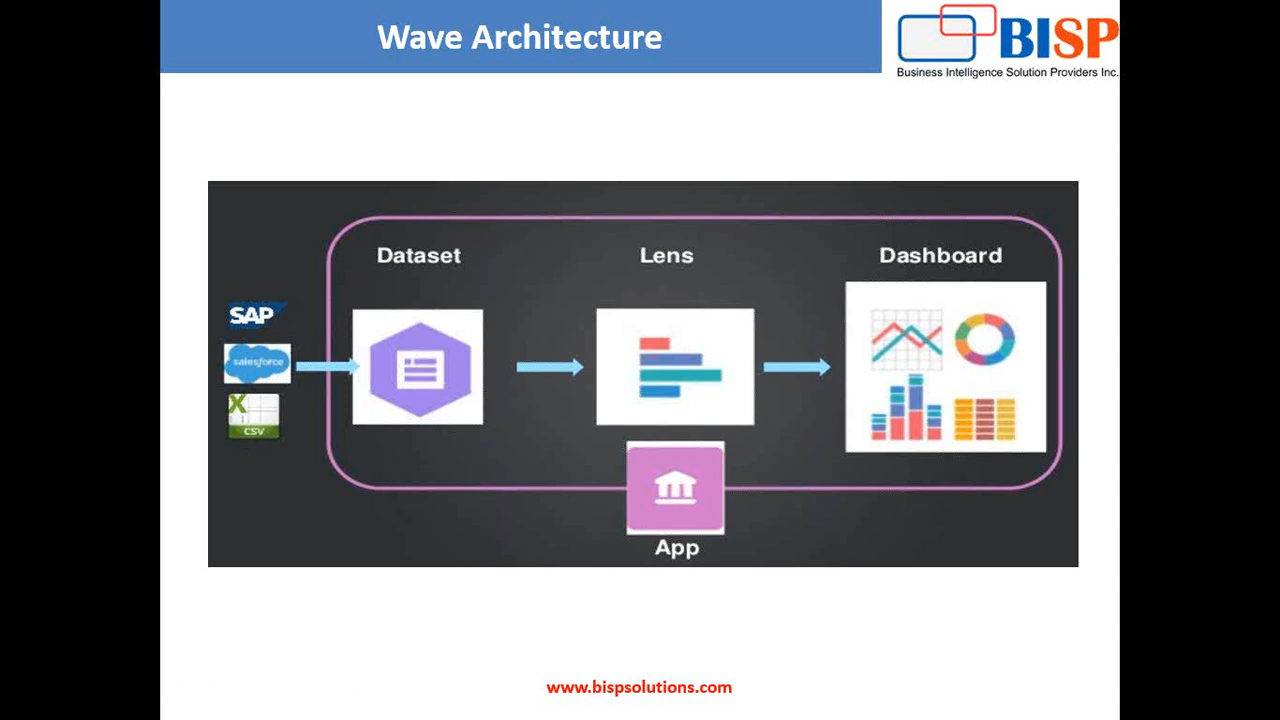 Wave Architecture
BISP
Business Intelligence Solution Providers Inc.
Dataset
Lens
Dashboard
SAP
salesforce
X
CSV
App
www.bispsolutions.com